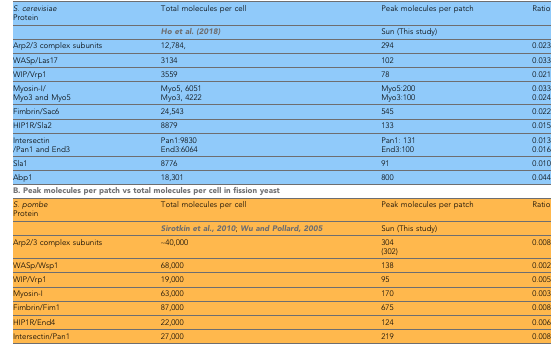 S. cerevisiae Total molecules per cell Peak molecules per patch Ratio
Protein
Ho et al. (2018) Sun (This study)
Arp2/3 complex subunits 12,784, 294 0.023
WASp/Las17 3134 102 0.033
WIP/Vrp1 3559 78 0.021
Myosin-I/ Myo5, 6051 Myo5:200 0.033
Myo3 and Myo5 Myo3, 4222 Myo3:100 0.024
Fimbrin/Sac6 24,543 545 0.022
HIP1R/Sla2 8879 133 0.015
Intersectin Pan1:9830 Pan1: 131 0.013
/Pan1 and End3 End3:6064 End3:100 0.016
Sla1 8776 91 0.010
Abp1 18,301 800 0.044
B. Peak molecules per patch vs total molecules per cell in fission yeast
S. pombe Total molecules per cell Peak molecules per patch Ratio
Protein
Sirotkin et al., 2010; Wu and Pollard, 2005 Sun (This study)
Arp2/3 complex subunits ~40,000 304 0.008
(302)
WASp/Wsp1 68,000 138 0.002
WIP/Vrp1 19,000 95 0.005
Myosin-I 63,000 170 0.003
Fimbrin/Fim1 87,000 675 0.008
HIP1R/End4 22,000 124 0.006
Intersectin/Pan1 27,000 219 0.008